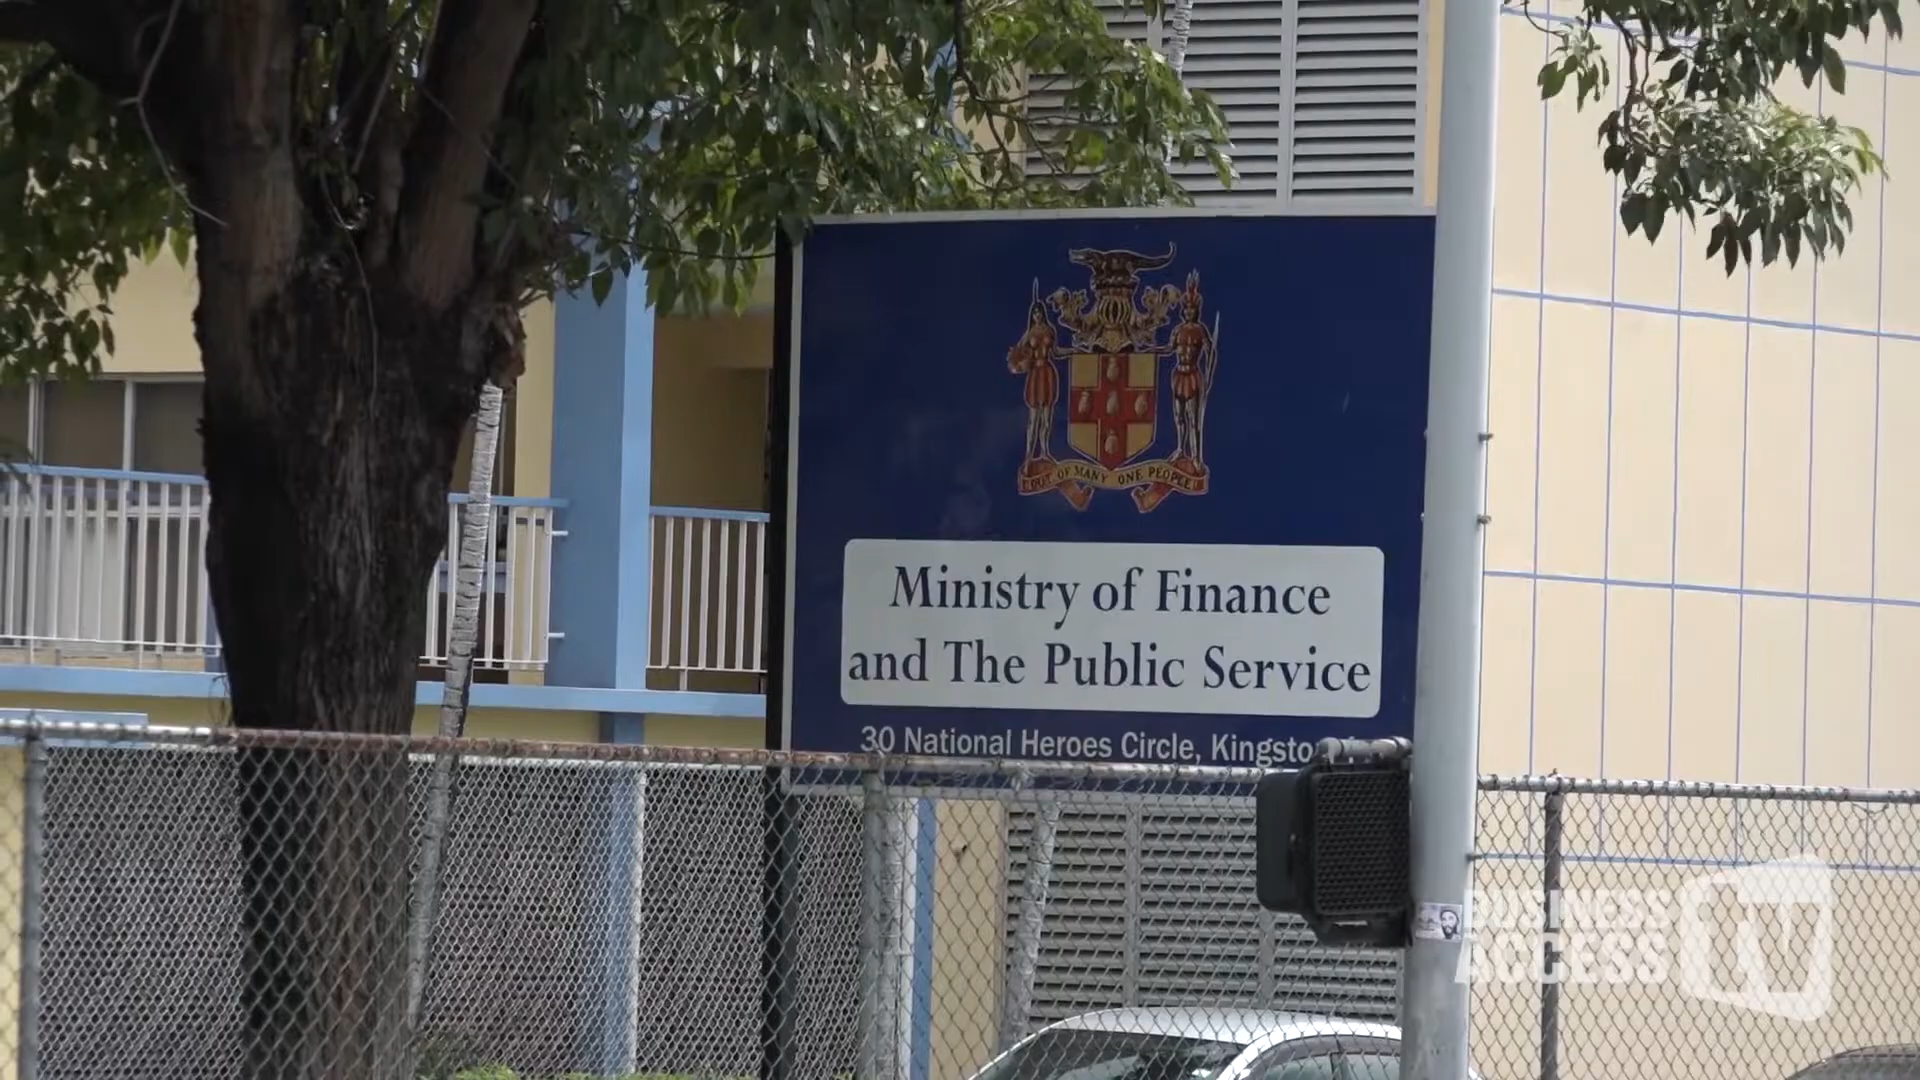 OUT OF MANY ONE PEOPLE
Ministry of Finance
and The Public Service
30 National Heroes Circle, Kingston
BUSINESS
ACCESS
TV